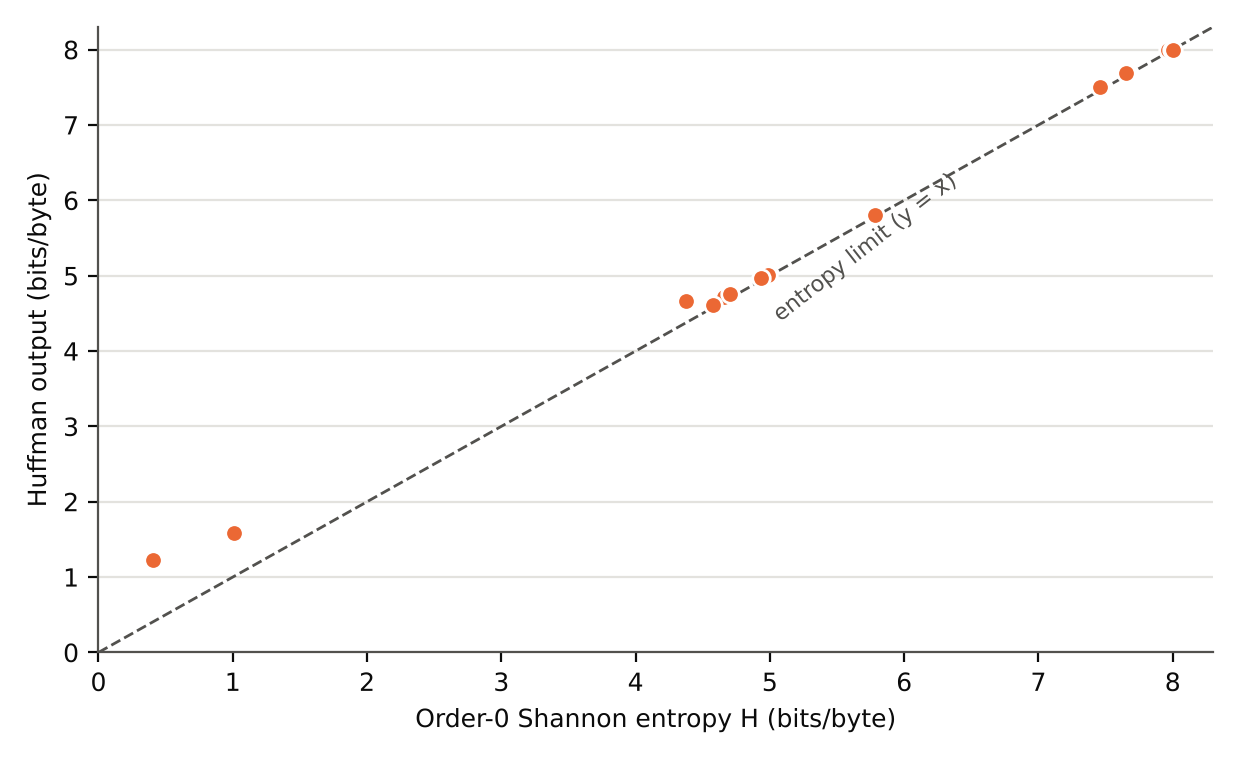 8
7
6
5
4
3
2
1
0
Huffman output (bits/byte)
entropy limit (y = x)
0 1 2 3 4 5 6 7 8
Order-0 Shannon entropy H (bits/byte)